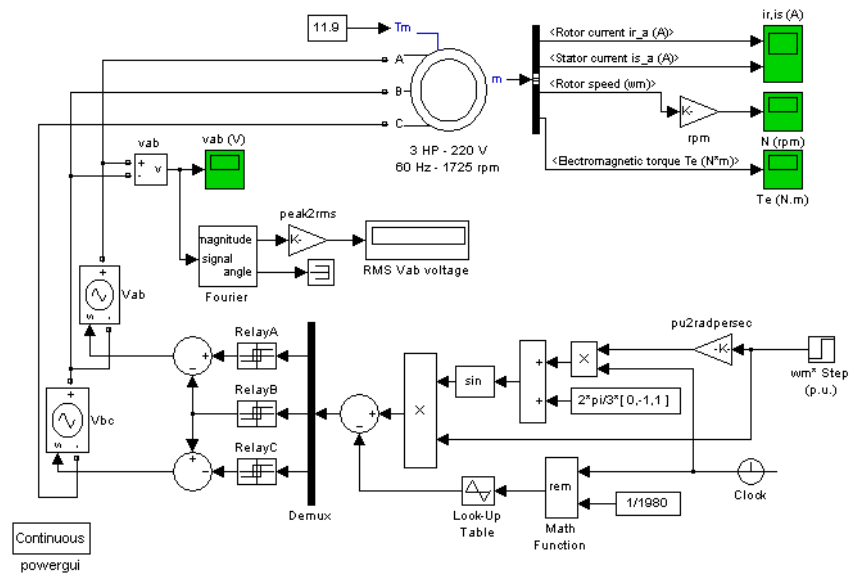 ir,is (A)
11.9
Tm
<Rotor current ir_a (A)>
A
<Stator current is_a (A)>
m
<Rotor speed (wm)>
B
K-
rpm
N (rpm)
C
3 HP - 220 V
60 Hz - 1725 rpm
vab
vab (V)
+
-
v
<Electromagnetic torque Te (N*m)>
Te (N.m)
peak2rms
magnitude
signal
angle
K-
Fourier
RMS Vab voltage
+
Vab
s
-
RelayA
pu2radpersec
-K-
wm* Step
(p.u.)
+
-
×
+
+
sin
2*pi/3*[ 0,-1,1 ]
RelayB
×
+
-
+
Vbc
s
-
RelayC
+
-
rem
Clock
1/1980
Demux
Look-Up
Table
Math
Function
Continuous
powergui